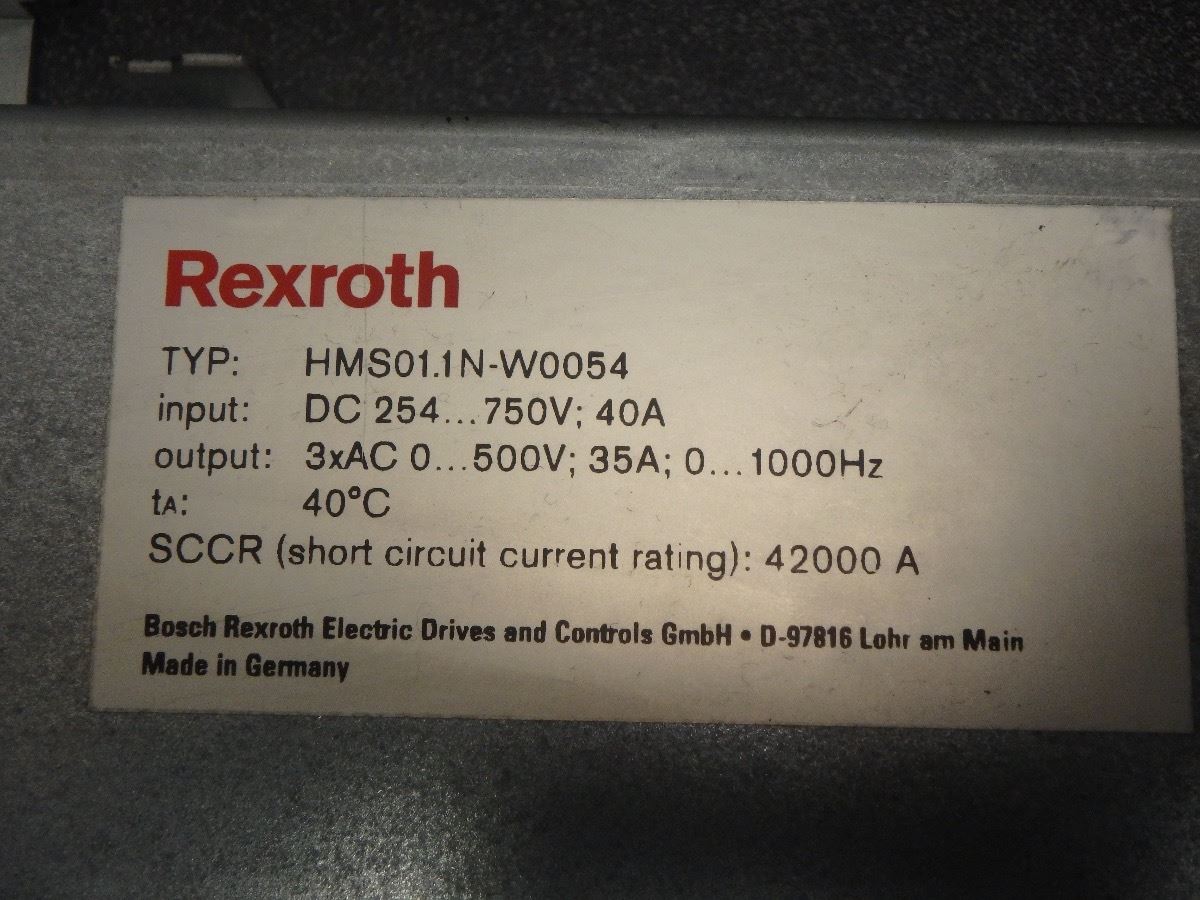 Rexroth
TYP: HMS01.1N-W0054
input: DC 254...750V; 40A
output: 3xAC 0...500V; 35A; 0...1000Hz
tA: 40°C
SCCR (short circuit current rating): 42000 A
Bosch Rexroth Electric Drives and Controls GmbH • D-97816 Lohr am Main
Made in Germany